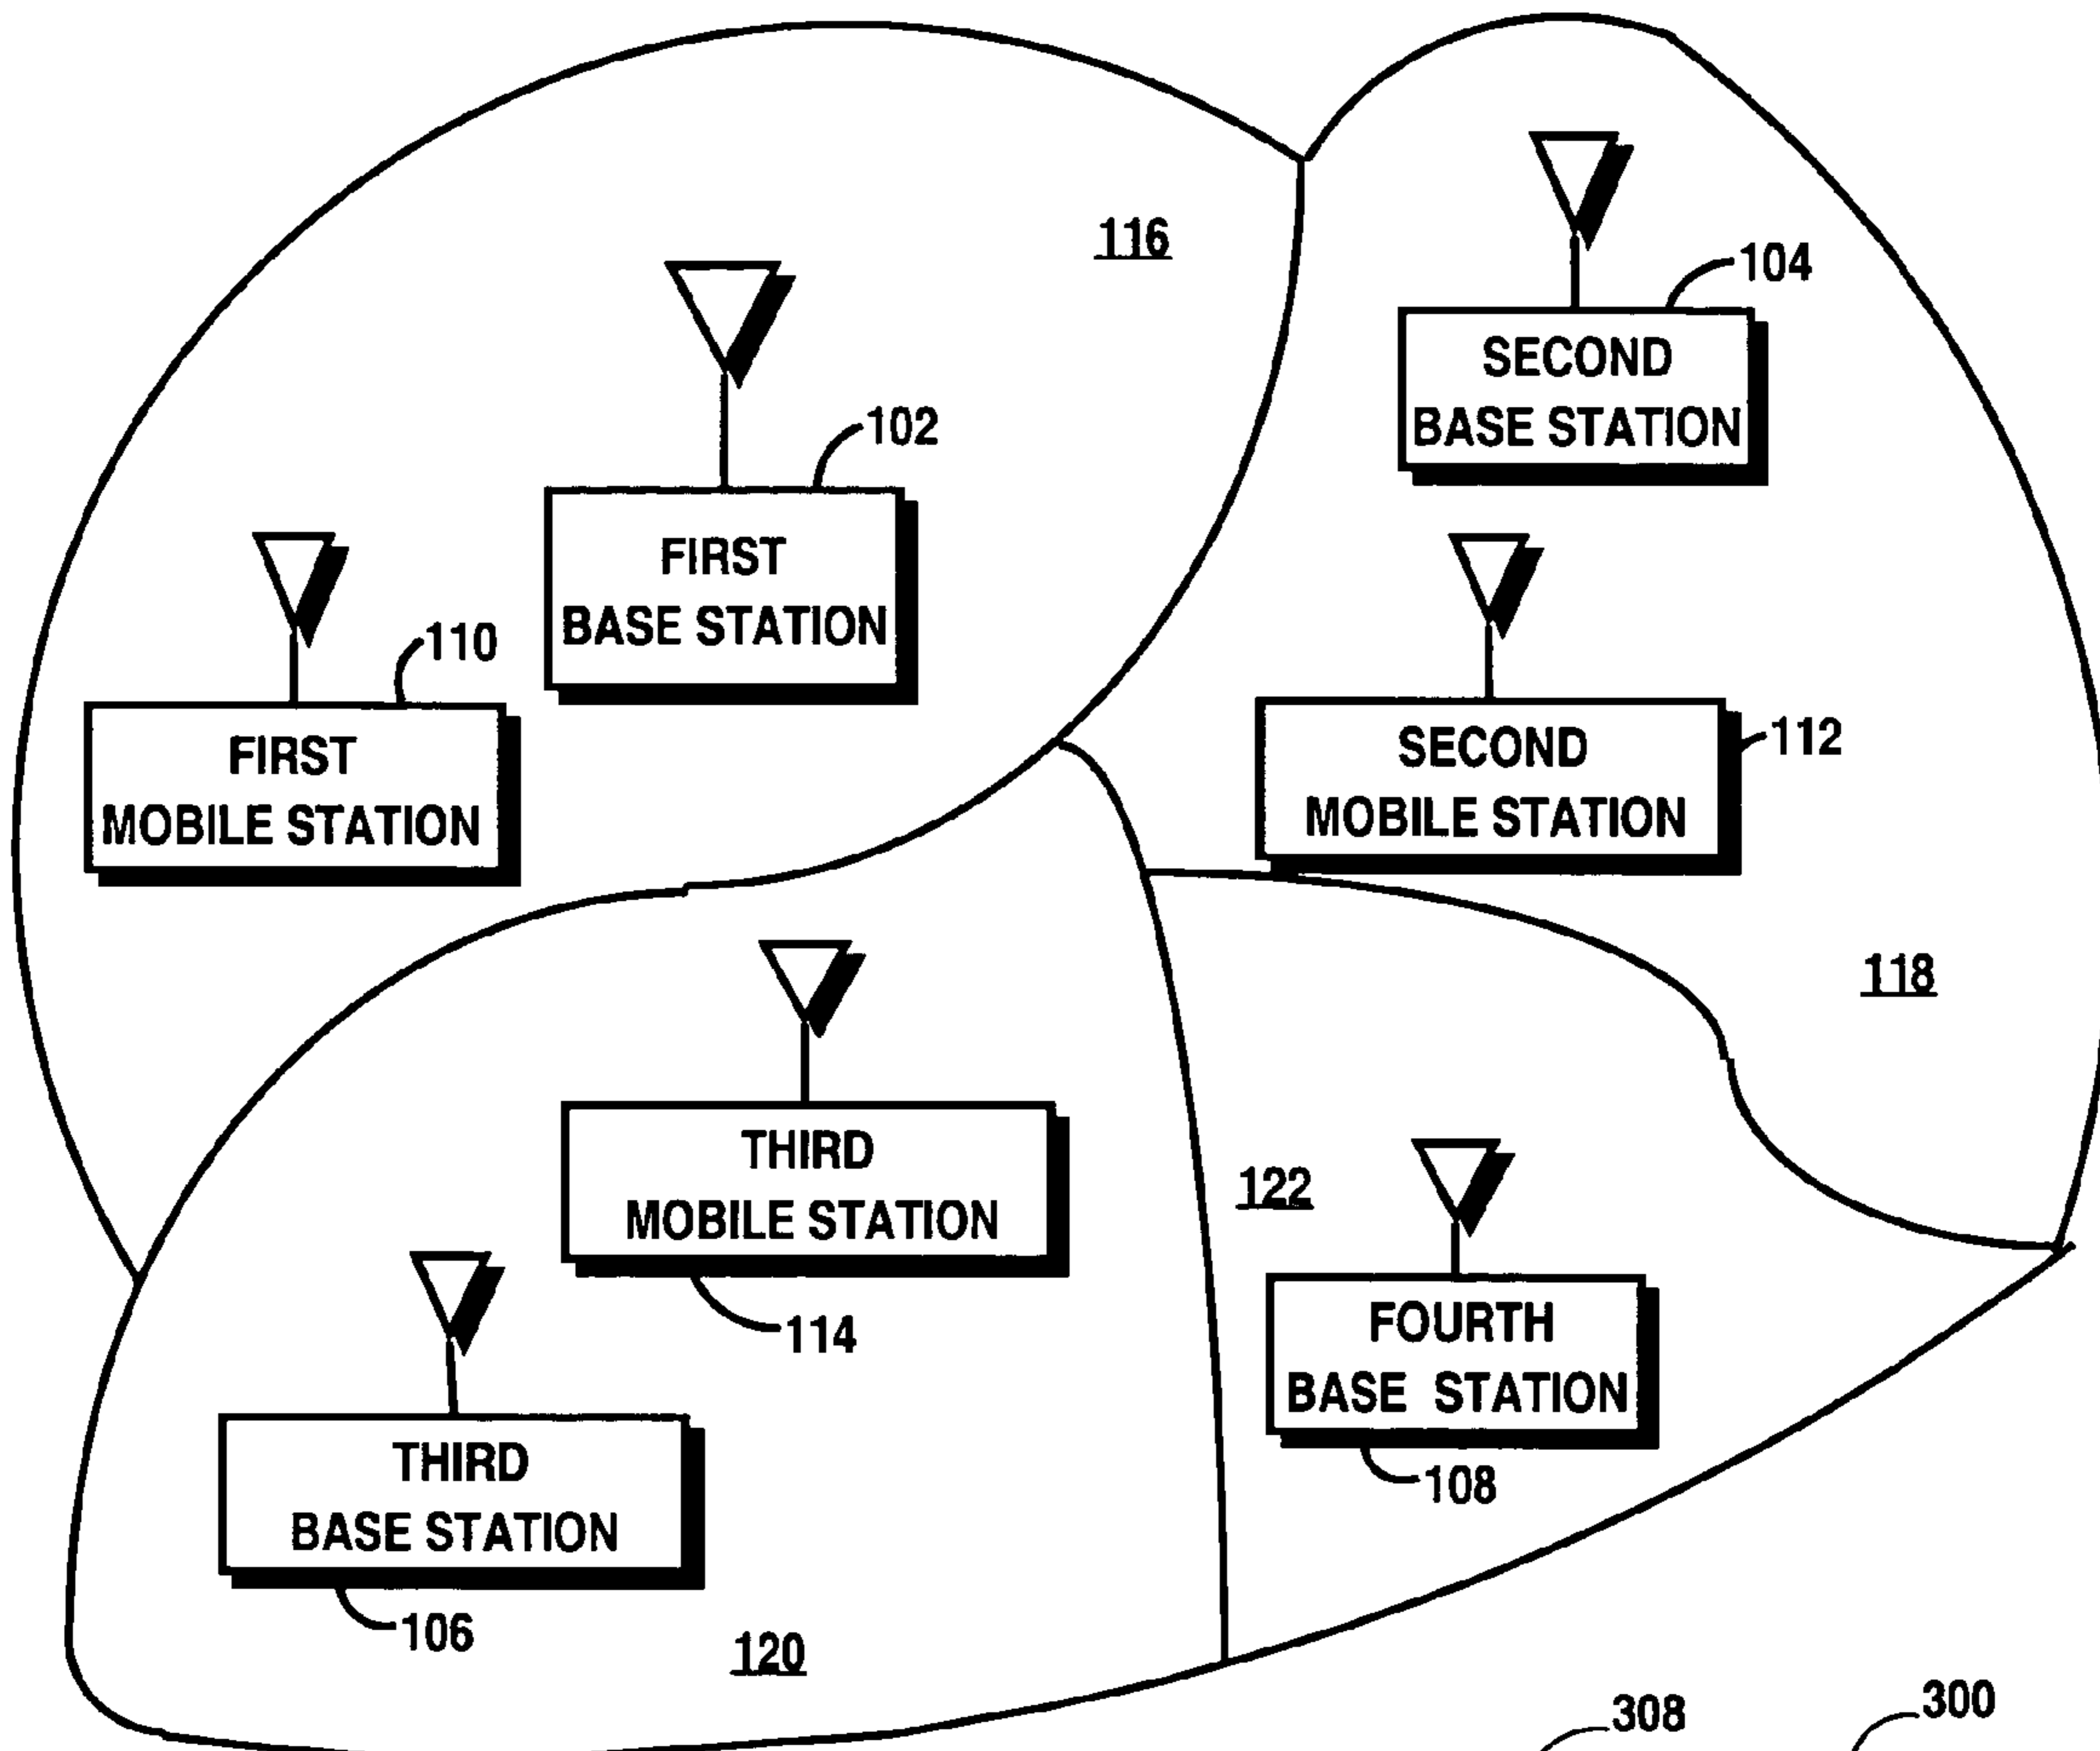 116
104
SECOND
BASE STATION
102
FIRST
BASE STATION
110
FIRST
MOBILE STATION
SECOND
MOBILE STATION
112
118
THIRD
MOBILE STATION
114
122
FOURTH
BASE STATION
108
THIRD
BASE STATION
106
120
308
300